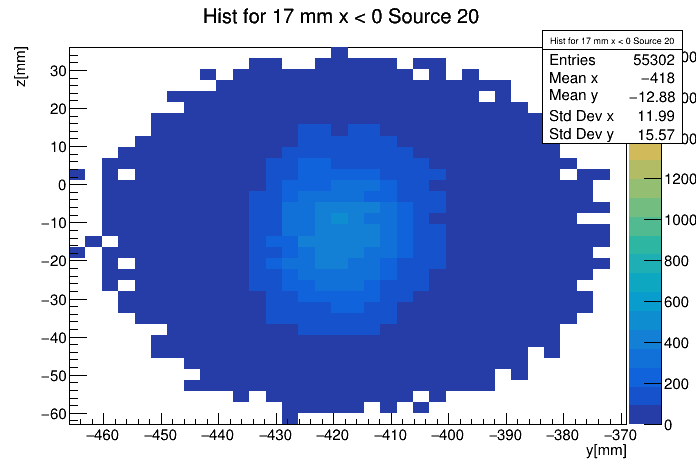 Hist for 17 mm x < 0 Source 20
Hist for 17 mm x < 0 Source 20
Entries 55302
Mean x −418
Mean y −12.88
Std Dev x 11.99
Std Dev y 15.57
z[mm]
30
20
10
0
−10
−20
−30
−40
−50
−60
−460 −450 −440 −430 −420 −410 −400 −390 −380 −370
y[mm]
1200
1000
800
600
400
200
0